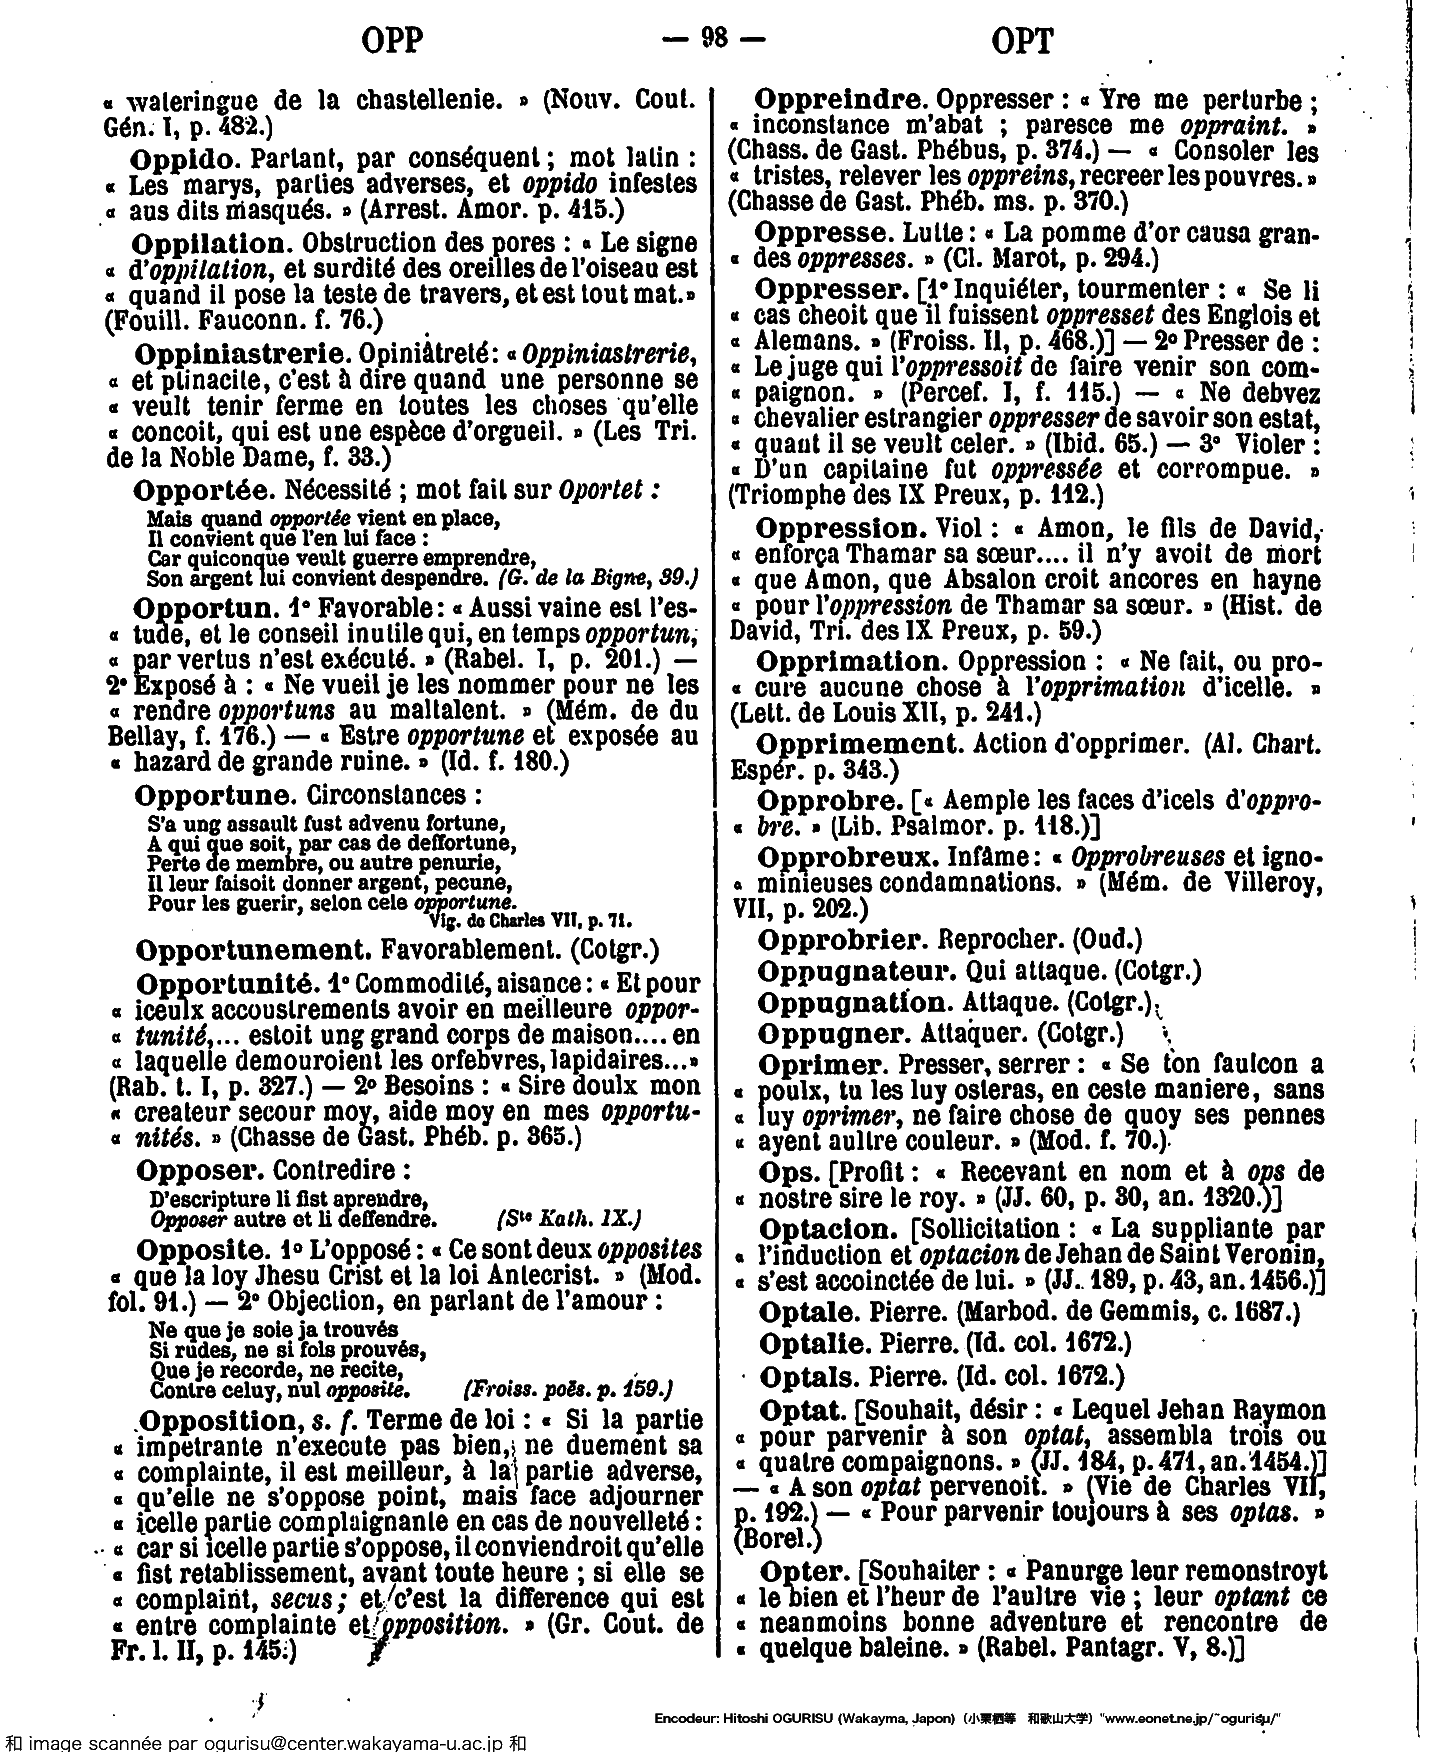 OPP — 98 — OPT
« wateringue de la chastellenie. » (Nouv. Cout.
Gén. I, p. 482.)
Oppido. Partant, par conséquent ; mot latin :
« Les marys, parties adverses, et oppido infestes
« aus dits masqués. » (Arrest. Amor. p. 415.)
Oppilation. Obstruction des pores : « Le signe
« d'oppilation, et surdité des oreilles de l'oiseau est
« quand il pose la teste de travers, et est tout mat.»
(Fouill. Fauconn. f. 76.)
Oppiniastrerie. Opiniâtreté : « Oppiniastrerie,
« et ptinacite, c'est à dire quand une personne se
« veult tenir ferme en toutes les choses qu'elle
« concoit, qui est une espèce d'orgueil. » (Les Tri.
de la Noble Dame, f. 33.)
Opportée. Nécessité ; mot fait sur Oportet :
Mais quand opportée vient en place,
Il convient que l'en lui face :
Car quiconque veult guerre emprendre,
Son argent lui convient despendre. (G. de la Bigne, 39.)
Opportun. 1° Favorable : « Aussi vaine est l'es-
« tude, et le conseil inutile qui, en temps opportun,
« par vertus n'est exécuté. » (Rabel. I, p. 201.) —
2° Exposé à : « Ne vueil je les nommer pour ne les
« rendre opportuns au maltalent. » (Mém. de du
Bellay, f. 176.) — « Estre opportune et exposée au
« hazard de grande ruine. » (Id. f. 180.)
Opportune. Circonstances :
S'a ung assault fust advenu fortune,
A qui que soit, par cas de deffortune,
Perte de membre, ou autre penurie,
Il leur faisoit donner argent, pecune,
Pour les guerir, selon cele opportune.
Vig. de Charles VII, p. 71.
Opportunement. Favorablement. (Cotgr.)
Opportunité. 1° Commodité, aisance : « Et pour
« iceulx accoustrements avoir en meilleure oppor-
« tunité,... estoit ung grand corps de maison.... en
« laquelle demouroient les orfebvres, lapidaires...»
(Rab. t. I, p. 327.) — 2° Besoins : « Sire doulx mon
« createur secour moy, aide moy en mes opportu-
« nités. » (Chasse de Gast. Phéb. p. 365.)
Opposer. Contredire :
D'escripture li fist aprendre,
Opposer autre et li deffendre. (Ste Kath. IX.)
Opposite. 1° L'opposé : « Ce sont deux opposites
« que la loy Jhesu Crist et la loi Antecrist. » (Mod.
fol. 91.) — 2° Objection, en parlant de l'amour :
Ne que je soie ja trouvés
Si rudes, ne si fols prouvés,
Que je recorde, ne recite,
Contre celuy, nul opposite. (Froiss. poës. p. 159.)
Opposition, s. f. Terme de loi : « Si la partie
« impetrante n'execute pas bien, ne duement sa
« complainte, il est meilleur, à la partie adverse,
« qu'elle ne s'oppose point, mais face adjourner
« icelle partie complaignante en cas de nouvelleté :
« car si icelle partie s'oppose, il conviendroit qu'elle
« fist retablissement, avant toute heure ; si elle se
« complaint, secus ; et c'est la difference qui est
« entre complainte et opposition. » (Gr. Cout. de
Fr. l. II, p. 145.)
Oppreindre. Oppresser : « Yre me perturbe ;
« inconstance m'abat ; paresce me oppraint. »
(Chass. de Gast. Phébus, p. 374.) — « Consoler les
« tristes, relever les oppreins, recreer les pouvres. »
(Chasse de Gast. Phéb. ms. p. 370.)
Oppresse. Lutte : « La pomme d'or causa gran-
« des oppresses. » (Cl. Marot, p. 294.)
Oppresser. [1° Inquiéter, tourmenter : « Se li
« cas cheoit que il fuissent oppresset des Englois et
« Alemans. » (Froiss. II, p. 468.)] — 2° Presser de :
« Le juge qui l'oppressoit de faire venir son com-
« paignon. » (Percef. I, f. 115.) — « Ne debvez
« chevalier estrangier oppresser de savoir son estat,
« quant il se veult celer. » (Ibid. 65.) — 3° Violer :
« D'un capitaine fut oppressée et corrompue. »
(Triomphe des IX Preux, p. 112.)
Oppression. Viol : « Amon, le fils de David,
« enforça Thamar sa sœur.... il n'y avoit de mort
« que Amon, que Absalon croit ancores en hayne
« pour l'oppression de Thamar sa sœur. » (Hist. de
David, Tri. des IX Preux, p. 59.)
Opprimation. Oppression : « Ne fait, ou pro-
« cure aucune chose à l'opprimation d'icelle. »
(Lett. de Louis XII, p. 241.)
Opprimement. Action d'opprimer. (Al. Chart.
Espér. p. 343.)
Opprobre. [« Aemple les faces d'icels d'oppro-
« bre. » (Lib. Psalmor. p. 118.)]
Opprobreux. Infâme : « Opprobreuses et igno-
« minieuses condamnations. » (Mém. de Villeroy,
VII, p. 202.)
Opprobrier. Reprocher. (Oud.)
Oppugnateur. Qui attaque. (Cotgr.)
Oppugnation. Attaque. (Cotgr.)
Oppugner. Attaquer. (Cotgr.)
Oprimer. Presser, serrer : « Se ton faulcon a
« poulx, tu les luy osteras, en ceste maniere, sans
« luy oprimer, ne faire chose de quoy ses pennes
« ayent aultre couleur. » (Mod. f. 70.)
Ops. [Profit : « Recevant en nom et à ops de
« nostre sire le roy. » (JJ. 60, p. 30, an. 1320.)]
Optacion. [Sollicitation : « La suppliante par
« l'induction et optacion de Jehan de Saint Veronin,
« s'est accoinctée de lui. » (JJ. 189, p. 43, an. 1456.)]
Optale. Pierre. (Marbod. de Gemmis, c. 1687.)
Optalie. Pierre. (Id. col. 1672.)
Optals. Pierre. (Id. col. 1672.)
Optat. [Souhait, désir : « Lequel Jehan Raymon
« pour parvenir à son optat, assembla trois ou
« quatre compaignons. » (JJ. 184, p. 471, an. 1454.)]
— « A son optat pervenoit. » (Vie de Charles VII,
p. 192.) — « Pour parvenir toujours à ses optas. »
(Borel.)
Opter. [Souhaiter : « Panurge leur remonstroyt
« le bien et l'heur de l'aultre vie ; leur optant ce
« neanmoins bonne adventure et rencontre de
« quelque baleine. » (Rabel. Pantagr. V, 8.)]
Encodeur: Hitoshi OGURISU (Wakayma, Japon) (小栗栖等 和歌山大学) "www.eonet.ne.jp/~ogurisu/"
和 image scannée par ogurisu@center.wakayama-u.ac.jp 和